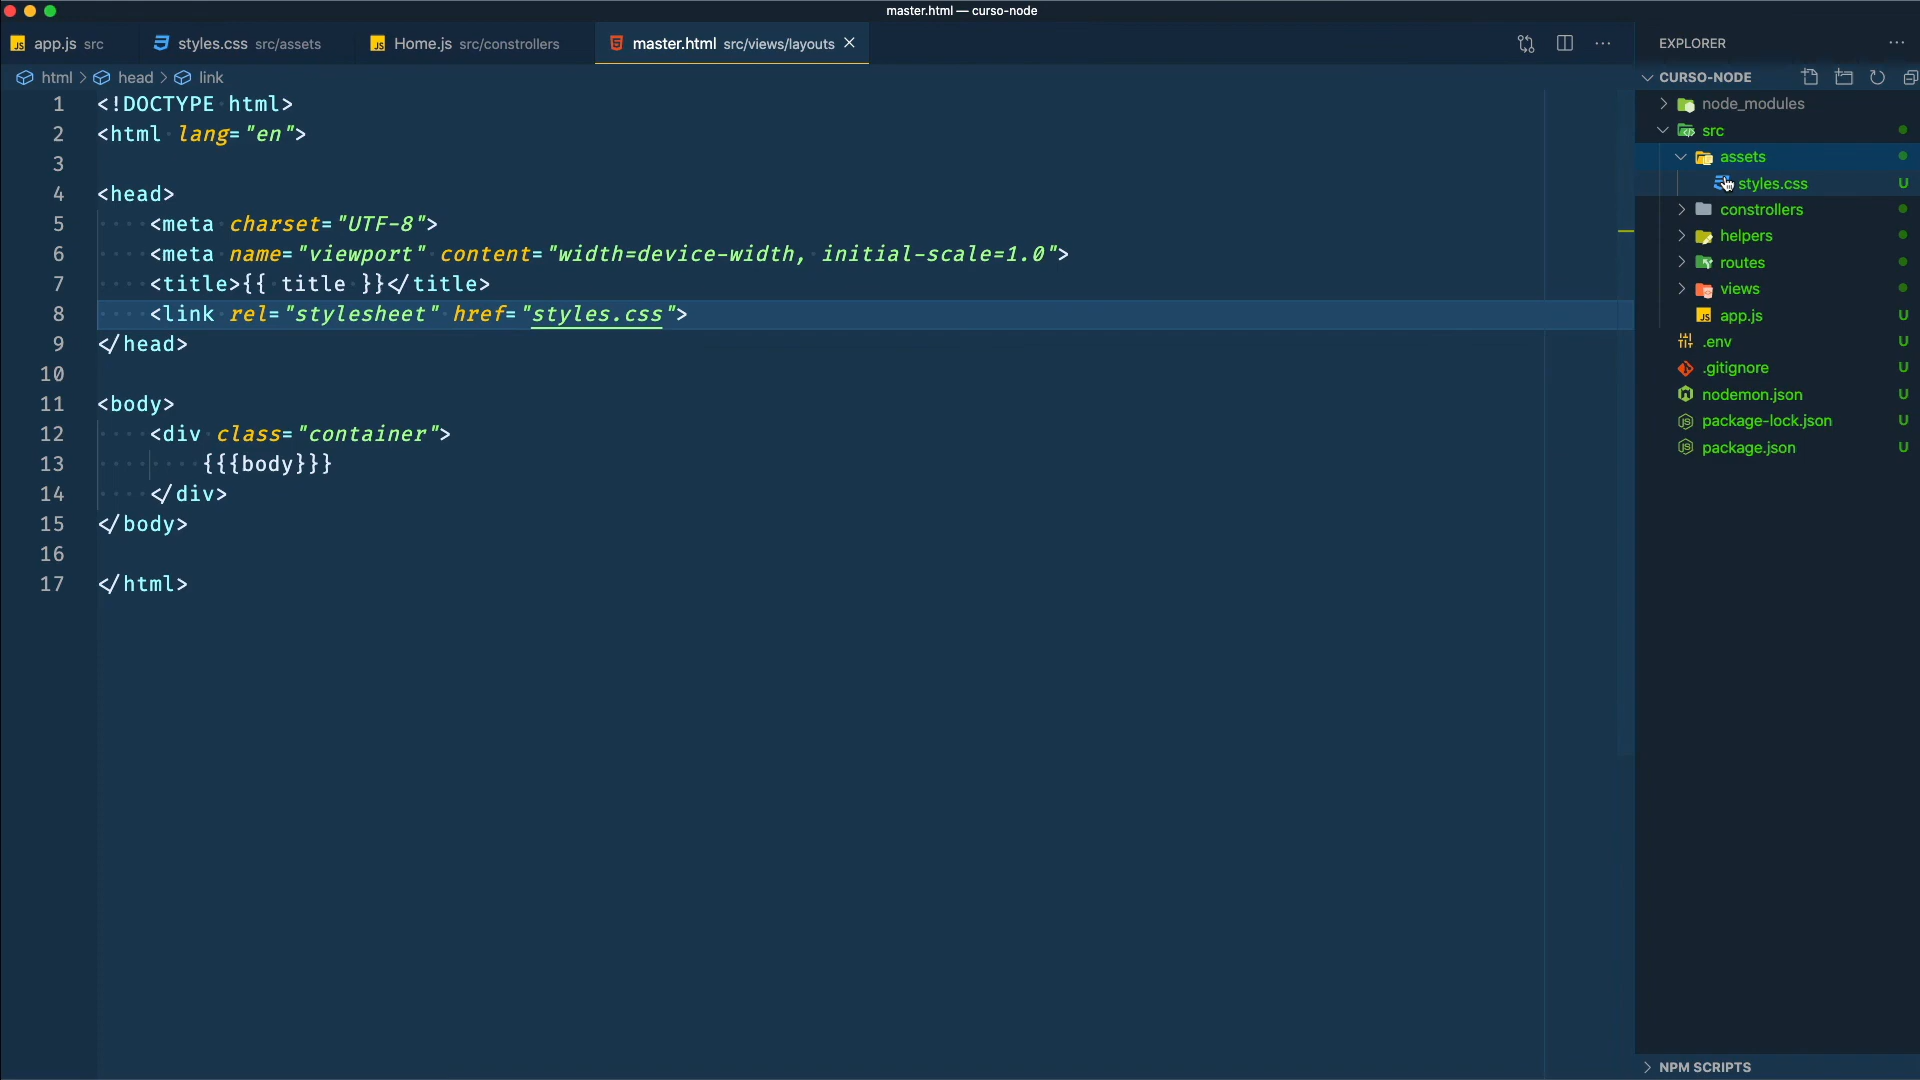 master.html — curso-node
JS app.js src
styles.css src/assets
JS Home.js src/constrollers
master.html src/views/layouts
html > head > link
1 <!DOCTYPE html>
2 <html lang="en">
3
4 <head>
5 <meta charset="UTF-8">
6 <meta name="viewport" content="width=device-width, initial-scale=1.0">
7 <title>{{ title }}</title>
8 <link rel="stylesheet" href="styles.css">
9 </head>
10
11 <body>
12 <div class="container">
13 {{{body}}}
14 </div>
15 </body>
16
17 </html>
EXPLORER
CURSO-NODE
node_modules
src
assets
styles.css U
constrollers
helpers
routes
views
JS app.js U
.env U
.gitignore U
nodemon.json U
package-lock.json U
package.json U
NPM SCRIPTS